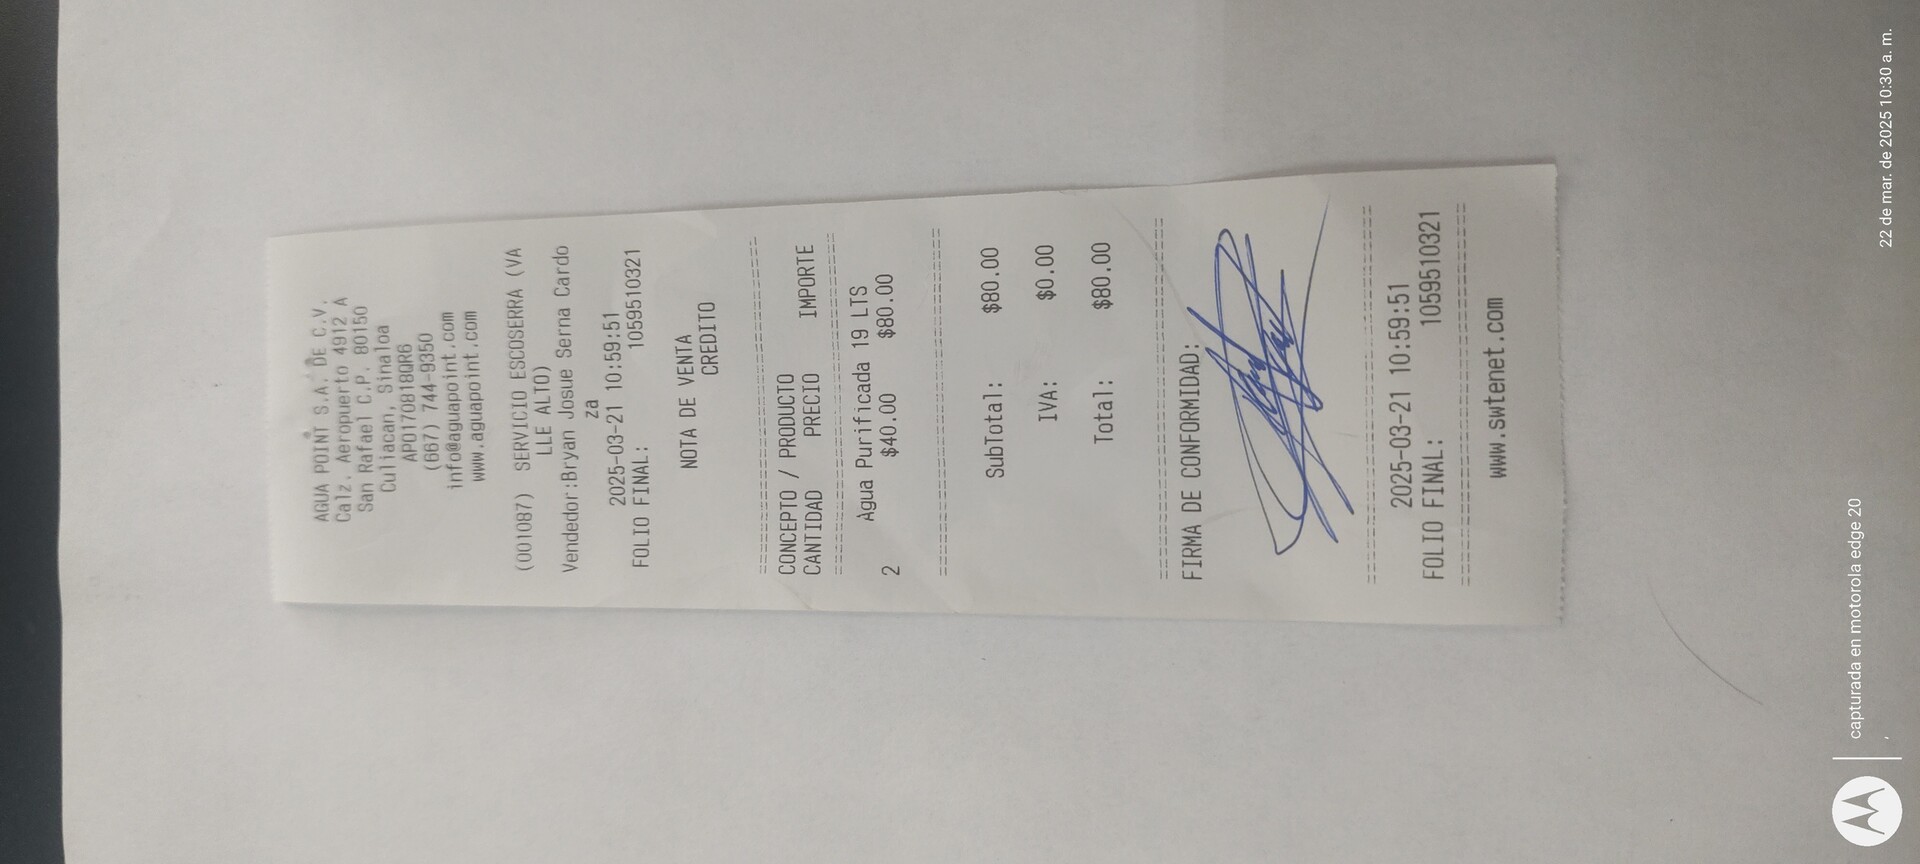 AGUA POINT S.A. DE C.V.
Calz. Aeropuerto 4912 A
San Rafael C.P. 80150
Culiacan, Sinaloa
APO170818QR6
(667) 744-9350
info@aguapoint.com
www.aguapoint.com
(001087) SERVICIO ESCOSERRA (VA
LLE ALTO)
Vendedor:Bryan Josue Serna Cardo
za
2025-03-21 10:59:51
FOLIO FINAL: 1059510321
NOTA DE VENTA
CREDITO
CONCEPTO / PRODUCTO
CANTIDAD PRECIO IMPORTE
Agua Purificada 19 LTS
2 $40.00 $80.00
SubTotal: $80.00
IVA: $0.00
Total: $80.00
FIRMA DE CONFORMIDAD:
2025-03-21 10:59:51
FOLIO FINAL: 1059510321
www.swtenet.com
capturada en motorola edge 20
22 de mar. de 2025 10:30 a. m.